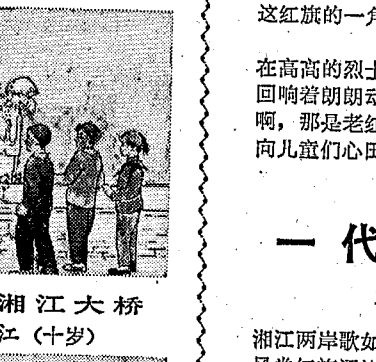 湘江大桥
江（十岁）
这红旗的一角
在高高的烈士
回响着朗朗动
啊，那是老红
向儿童们心田
一代
湘江两岸歌如